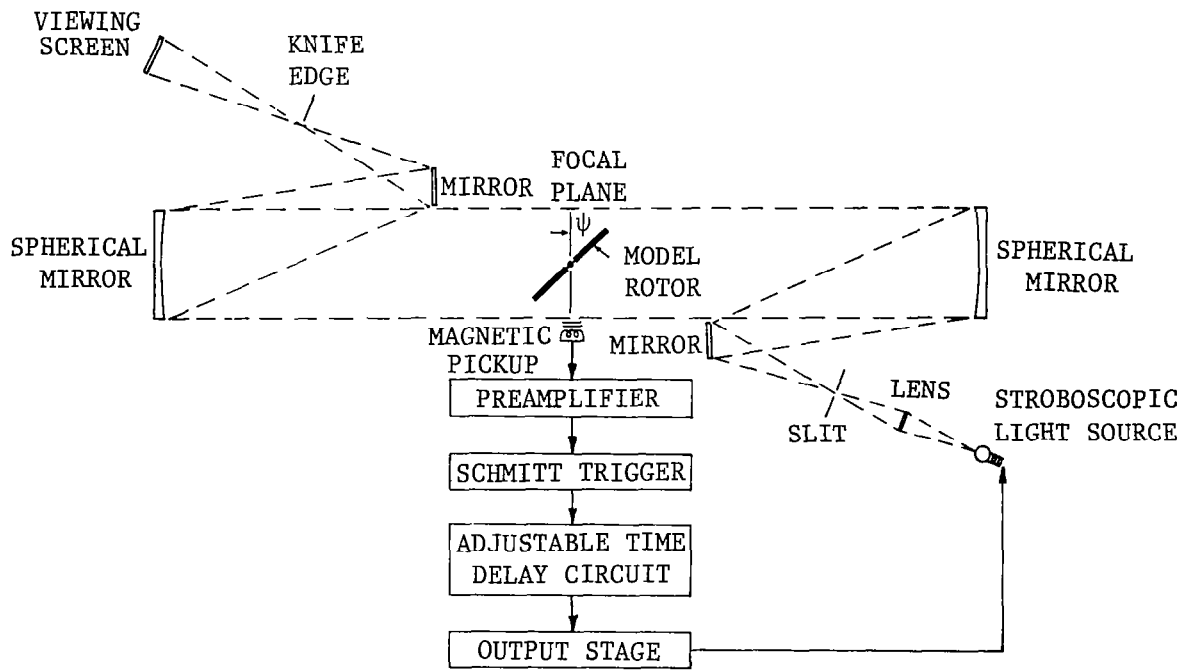 VIEWING
SCREEN
KNIFE
EDGE
MIRROR
FOCAL
PLANE
ψ
SPHERICAL
MIRROR
MODEL
ROTOR
SPHERICAL
MIRROR
MAGNETIC
PICKUP
MIRROR
PREAMPLIFIER
SLIT
LENS
STROBOSCOPIC
LIGHT SOURCE
SCHMITT TRIGGER
ADJUSTABLE TIME
DELAY CIRCUIT
OUTPUT STAGE